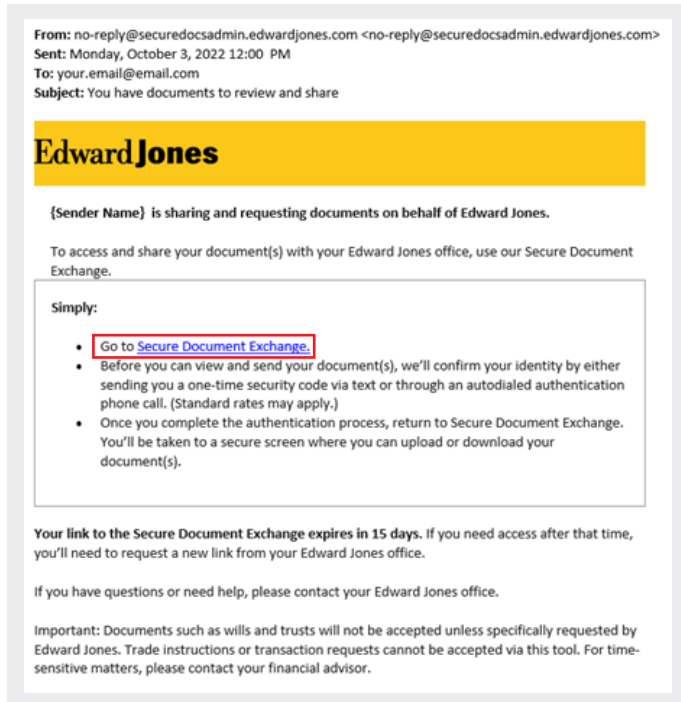 From: no-reply@securedocsadmin.edwardjones.com <no-reply@securedocsadmin.edwardjones.com>
Sent: Monday, October 3, 2022 12:00 PM
To: your.email@email.com
Subject: You have documents to review and share
Edward Jones
{Sender Name} is sharing and requesting documents on behalf of Edward Jones.
To access and share your document(s) with your Edward Jones office, use our Secure Document
Exchange.
Simply:
• Go to Secure Document Exchange.
• Before you can view and send your document(s), we'll confirm your identity by either
sending you a one-time security code via text or through an autodialed authentication
phone call. (Standard rates may apply.)
• Once you complete the authentication process, return to Secure Document Exchange.
You'll be taken to a secure screen where you can upload or download your
document(s).
Your link to the Secure Document Exchange expires in 15 days. If you need access after that time,
you'll need to request a new link from your Edward Jones office.
If you have questions or need help, please contact your Edward Jones office.
Important: Documents such as wills and trusts will not be accepted unless specifically requested by
Edward Jones. Trade instructions or transaction requests cannot be accepted via this tool. For time-
sensitive matters, please contact your financial advisor.